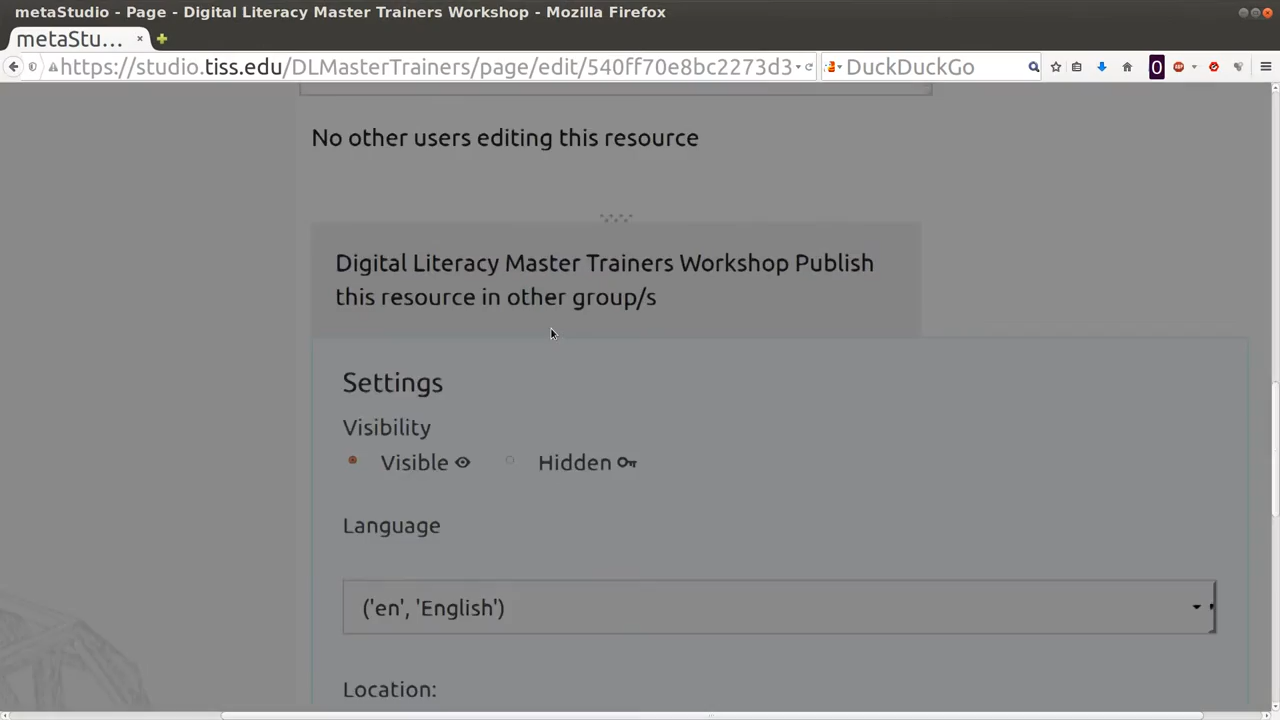 metaStudio - Page - Digital Literacy Master Trainers Workshop - Mozilla Firefox
metaStu...
https://studio.tiss.edu/DLMasterTrainers/page/edit/540ff70e8bc2273d3
DuckDuckGo
0
No other users editing this resource
Digital Literacy Master Trainers Workshop Publish
this resource in other group/s
Settings
Visibility
Visible
Hidden
Language
('en', 'English')
Location: